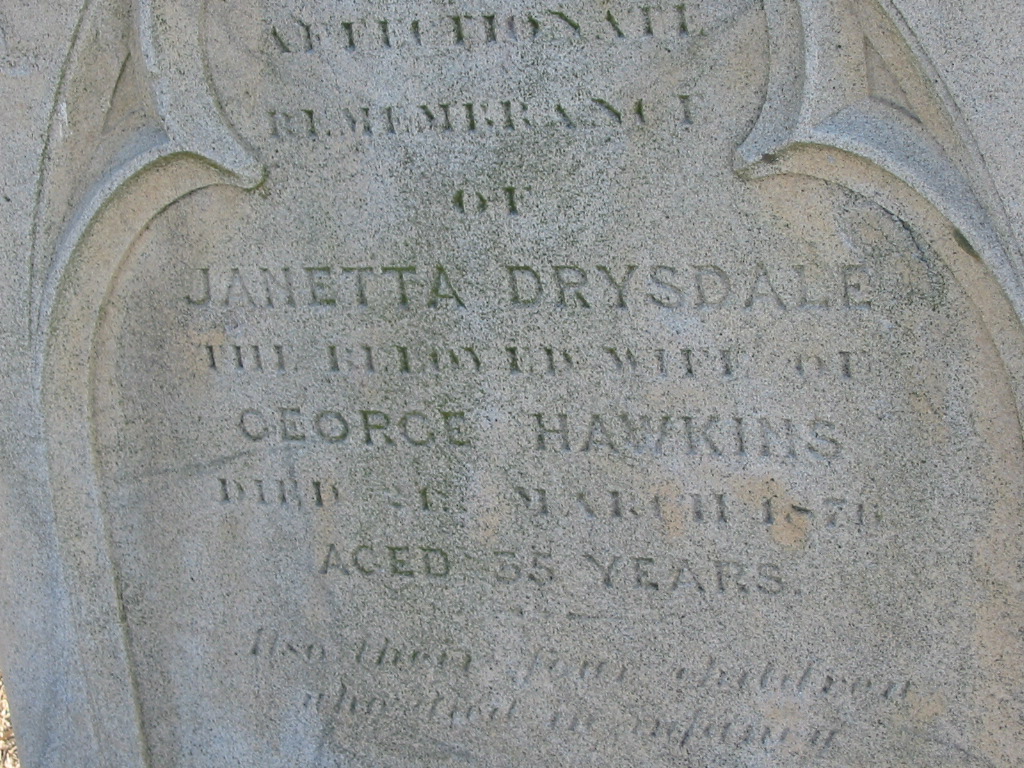 AFFECTIONATE
REMEMBRANCE
OF
JANETTA DRYSDALE
THE BELOVED WIFE OF
GEORGE HAWKINS
DIED MARCH
AGED 35 YEARS
Also their four children
who died in infancy